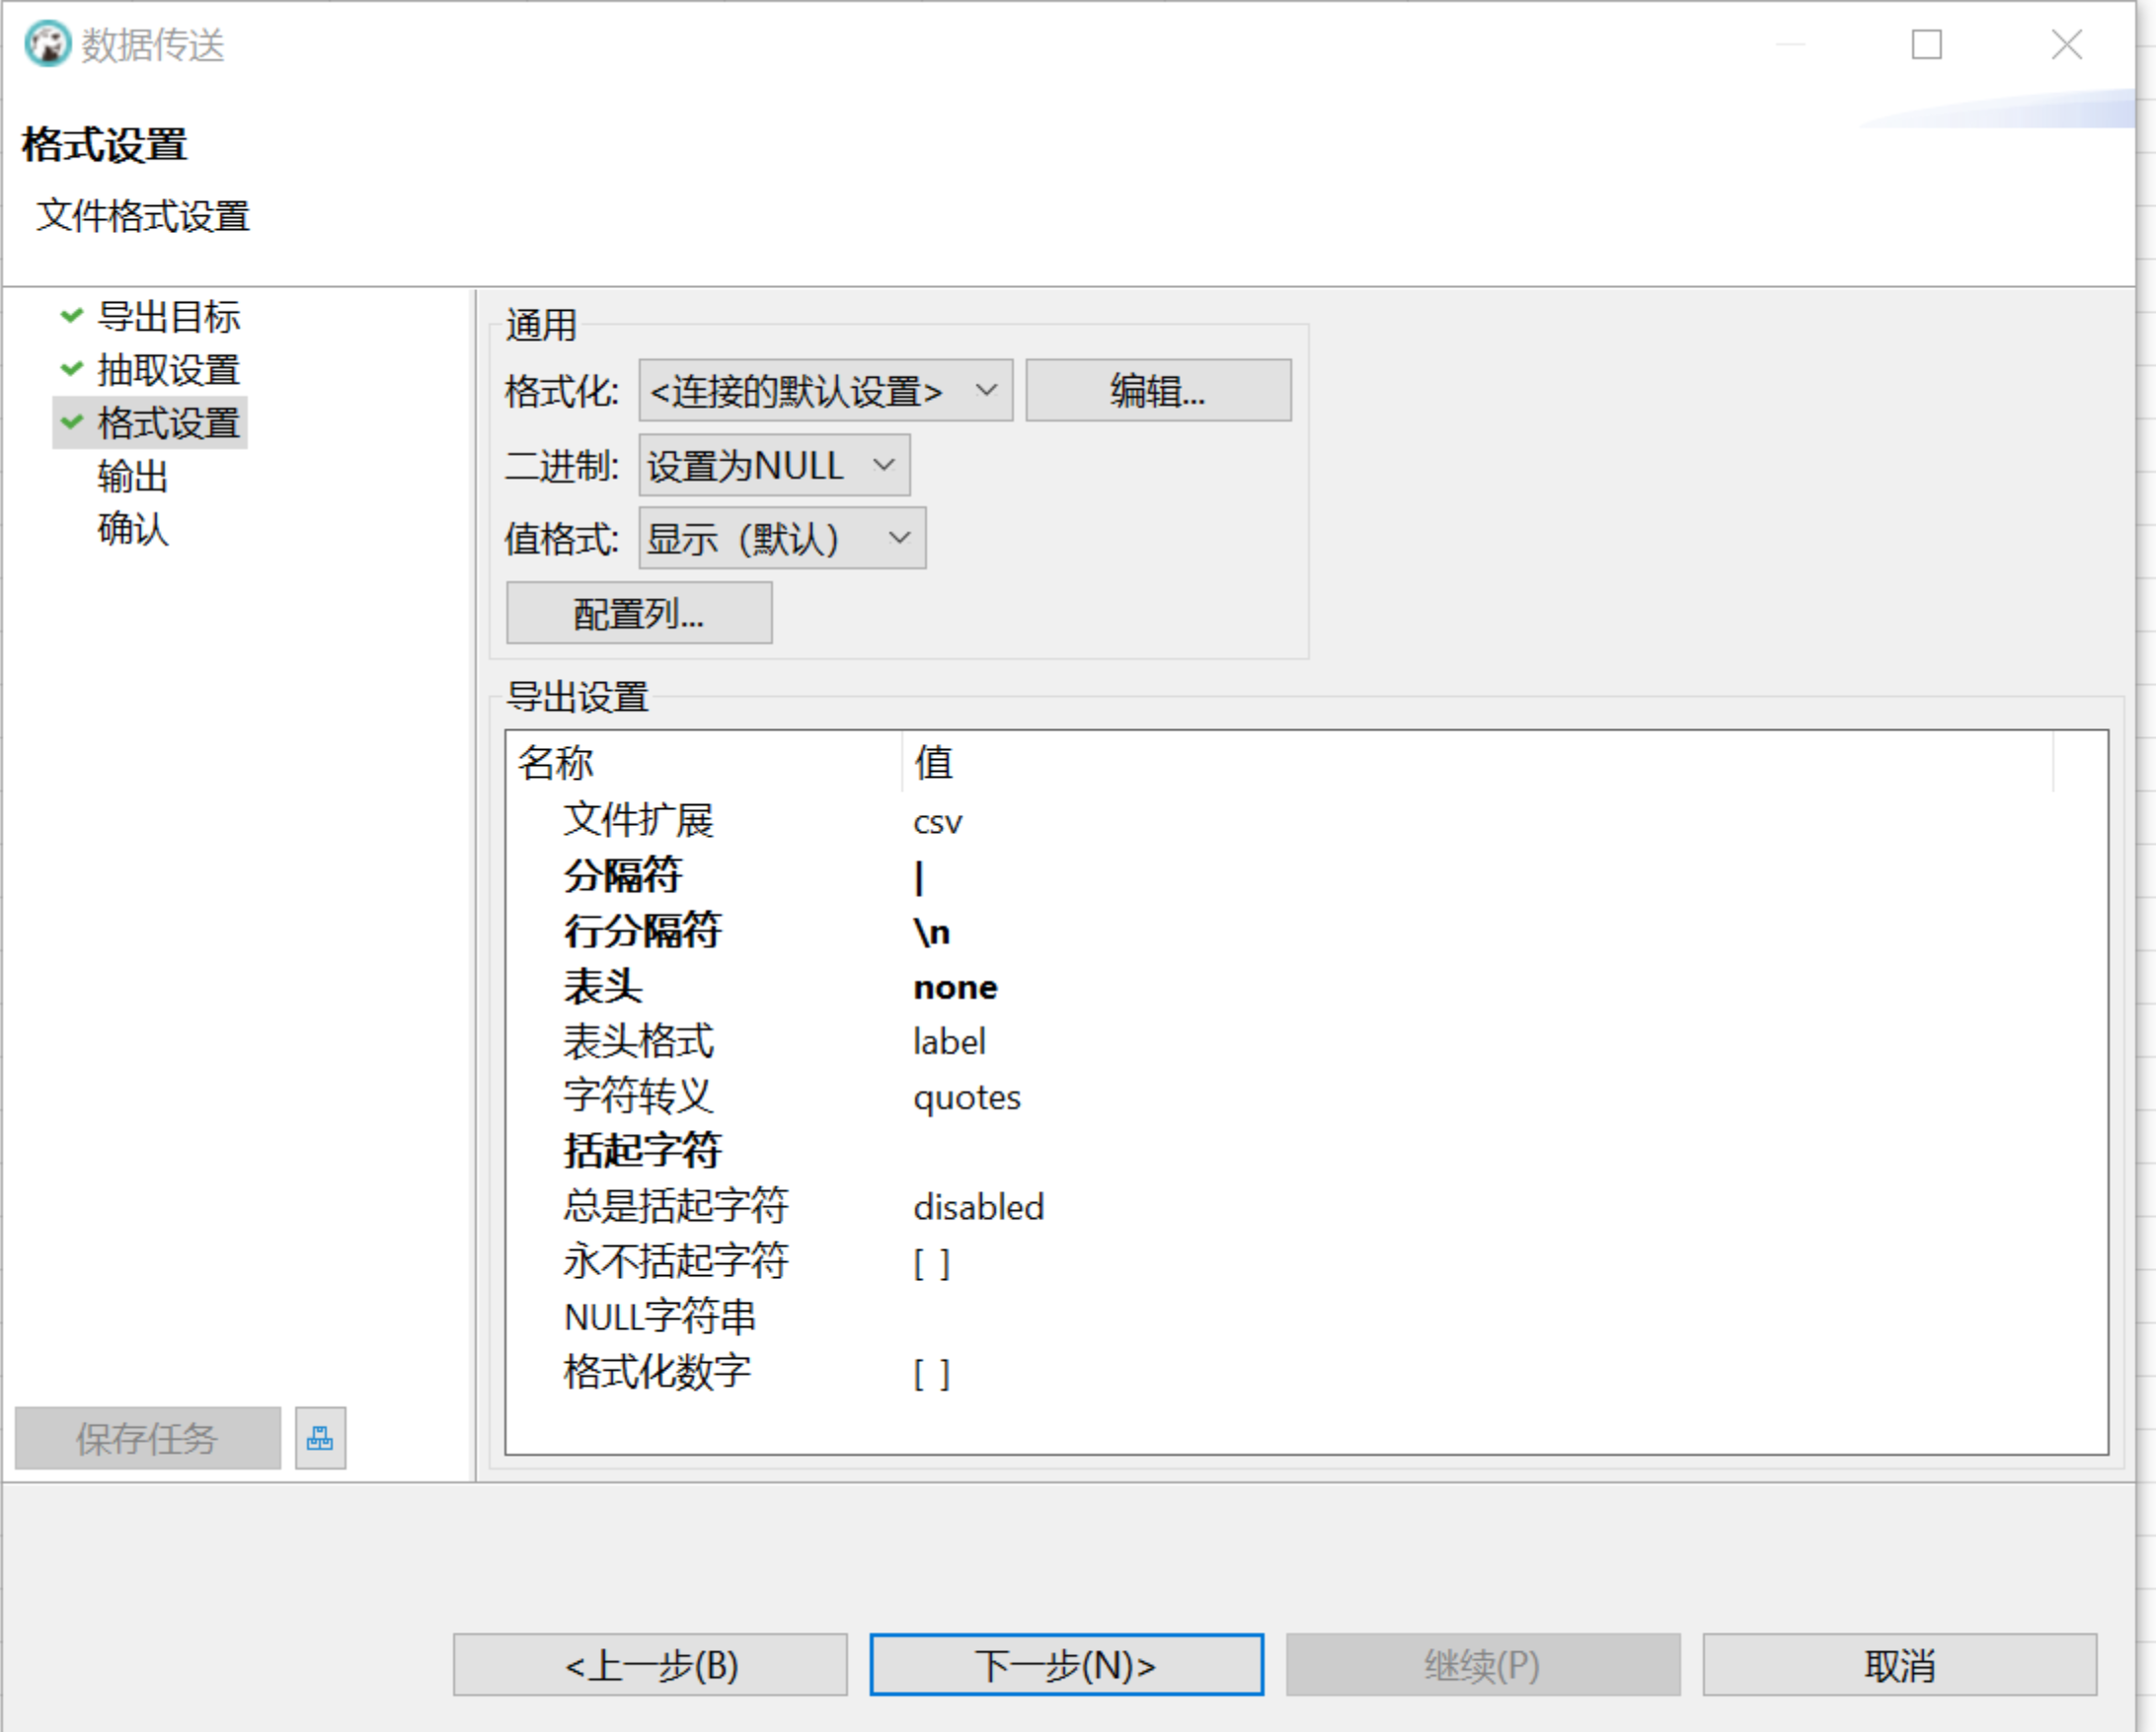 数据传送
格式设置
文件格式设置
导出目标
抽取设置
格式设置
输出
确认
通用
格式化: <连接的默认设置> 编辑...
二进制: 设置为NULL
值格式: 显示（默认）
配置列...
导出设置
名称 值
文件扩展 csv
分隔符 |
行分隔符 \n
表头 none
表头格式 label
字符转义 quotes
括起字符
总是括起字符 disabled
永不括起字符 [ ]
NULL字符串
格式化数字 [ ]
保存任务
<上一步(B) 下一步(N)> 继续(P) 取消